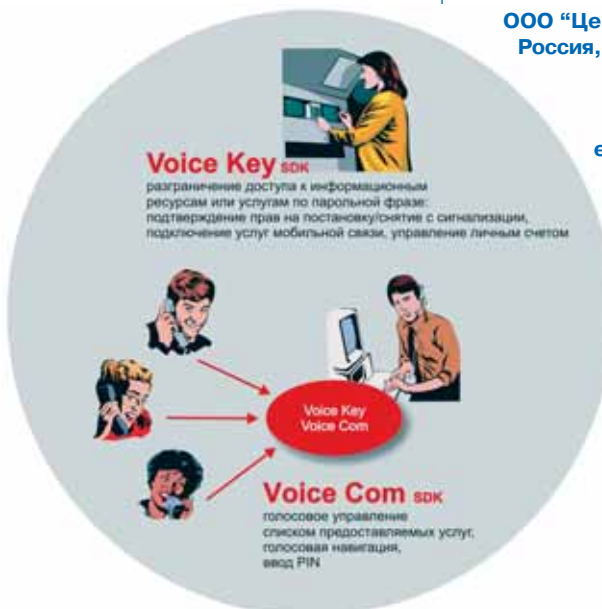 ООО “Це
Россия,
е
Voice Key SDK
разграничение доступа к информационным
ресурсам или услугам по парольной фразе:
подтверждение прав на постановку/снятие с сигнализации,
подключение услуг мобильной связи, управление личным счетом
Voice Key
Voice Com
Voice Com SDK
голосовое управление
списком предоставляемых услуг,
голосовая навигация,
ввод PIN